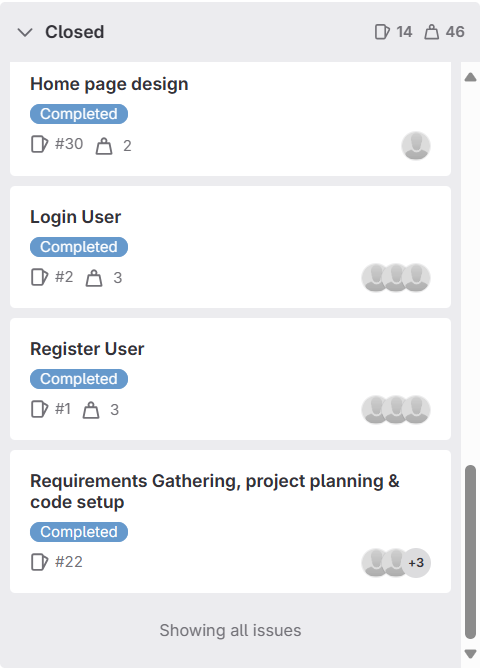 Closed 14 46
Home page design
Completed
#30 2
Login User
Completed
#2 3
Register User
Completed
#1 3
Requirements Gathering, project planning &
code setup
Completed
#22 +3
Showing all issues